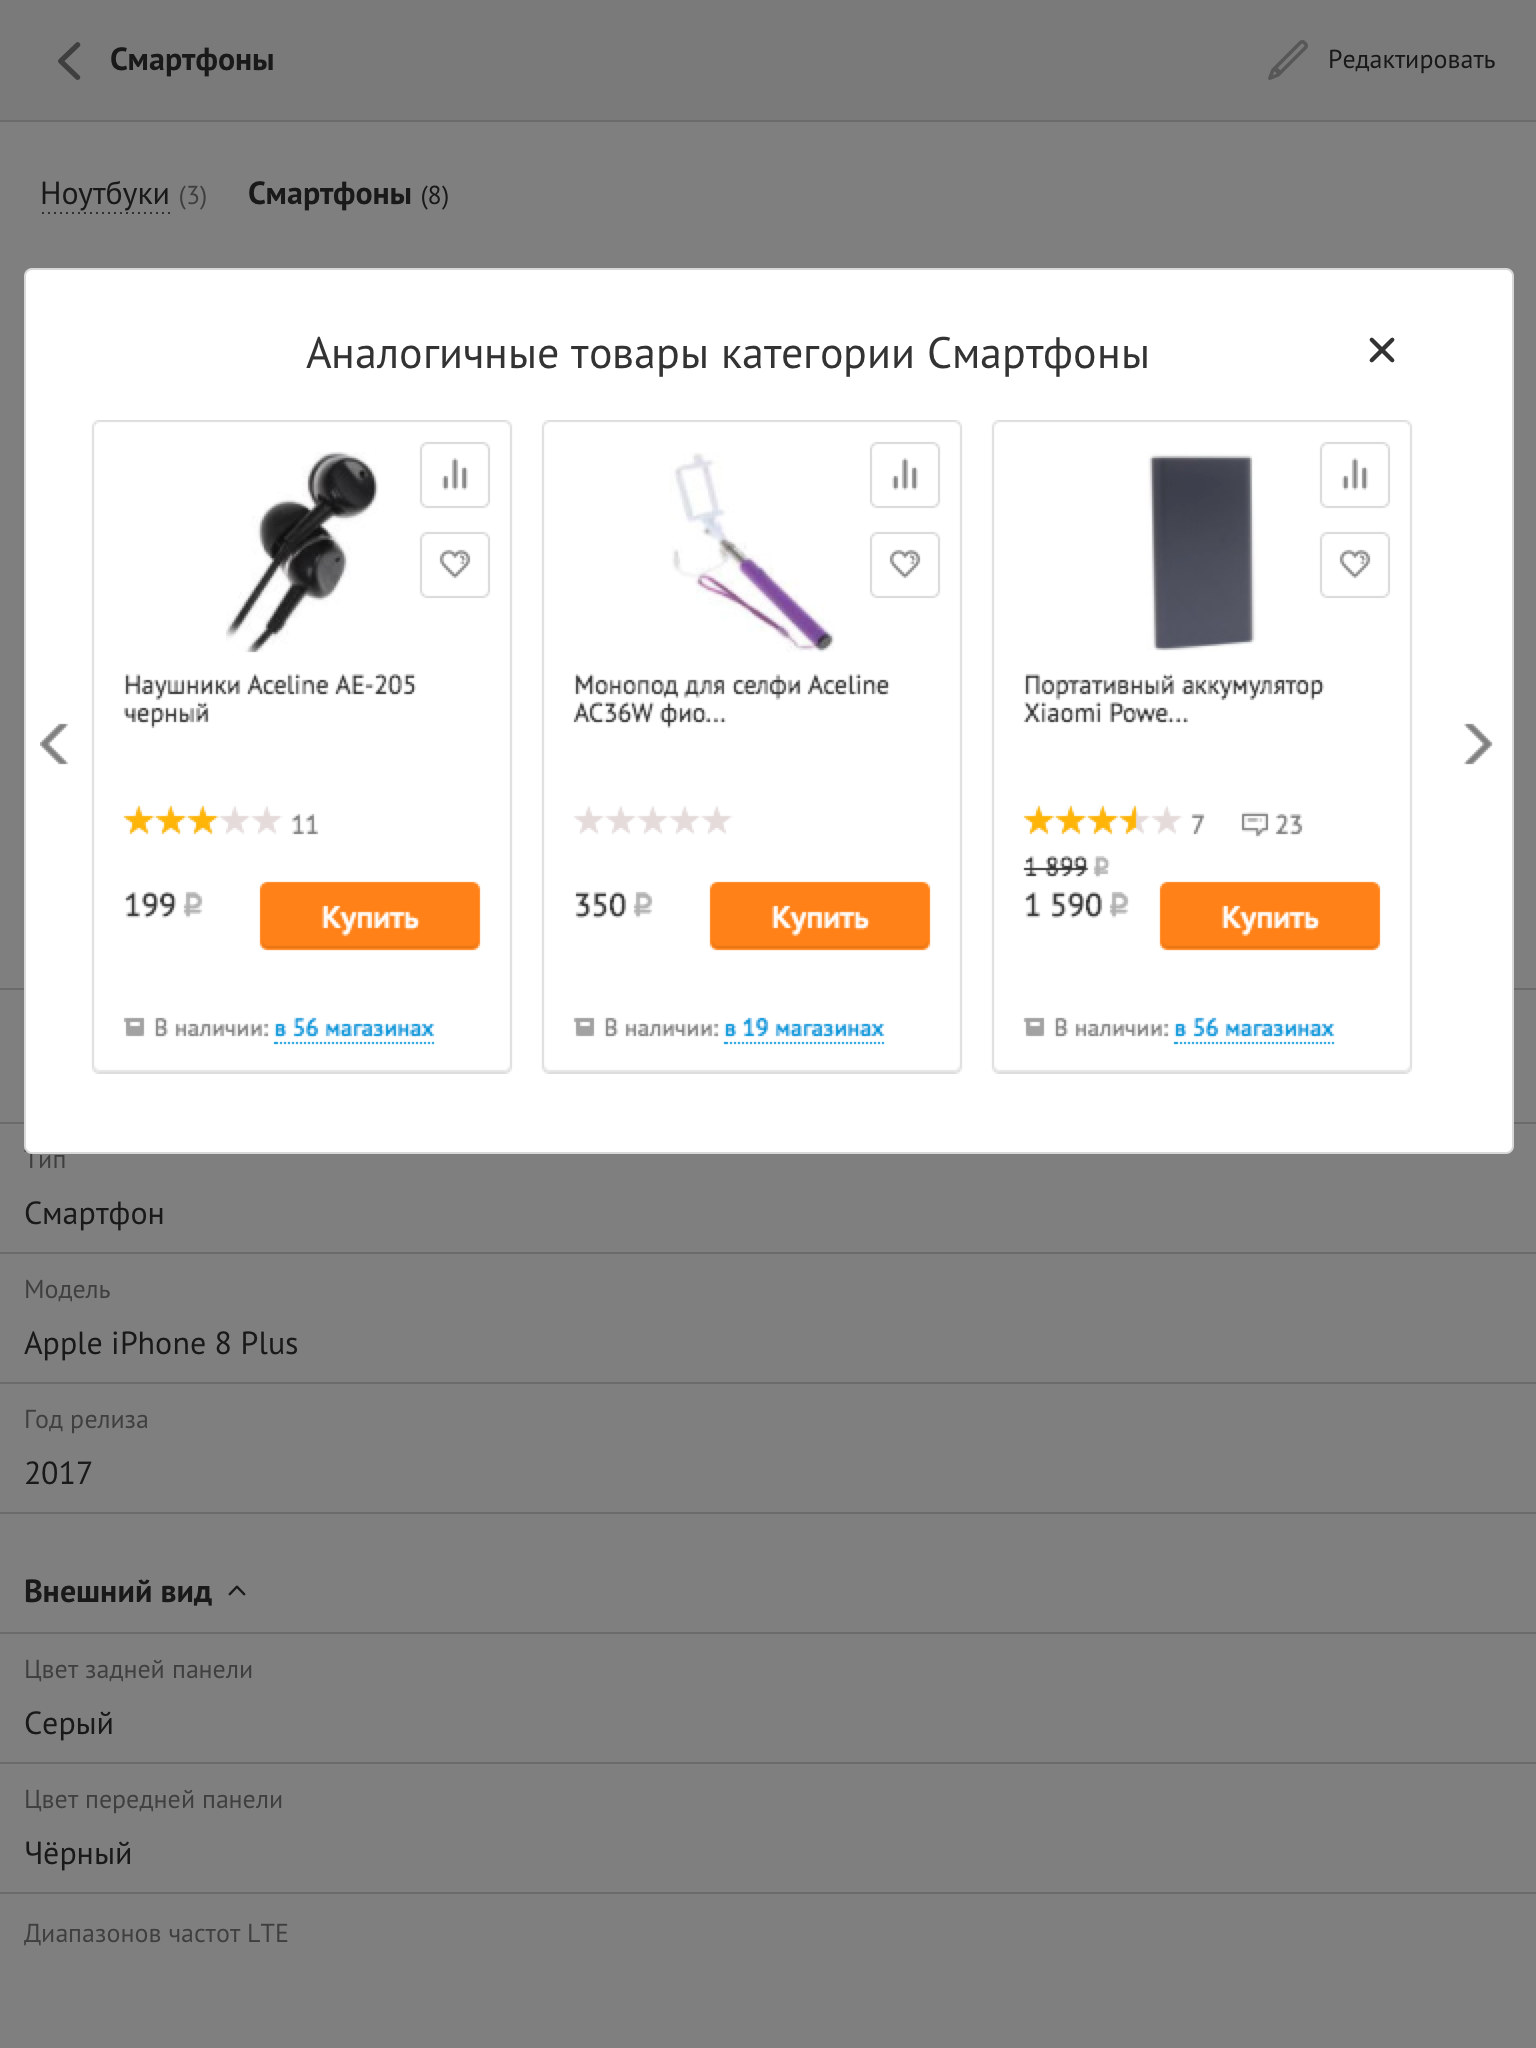 Смартфоны
Редактировать
Ноутбуки (3) Смартфоны (8)
Аналогичные товары категории Смартфоны
Наушники Aceline AE-205
черный
11
199 ₽
Купить
В наличии: в 56 магазинах
Монопод для селфи Aceline
AC36W фио...
350 ₽
Купить
В наличии: в 19 магазинах
Портативный аккумулятор
Xiaomi Powe...
7 23
1 899 ₽
1 590 ₽
Купить
В наличии: в 56 магазинах
Тип
Смартфон
Модель
Apple iPhone 8 Plus
Год релиза
2017
Внешний вид
Цвет задней панели
Серый
Цвет передней панели
Чёрный
Диапазонов частот LTE